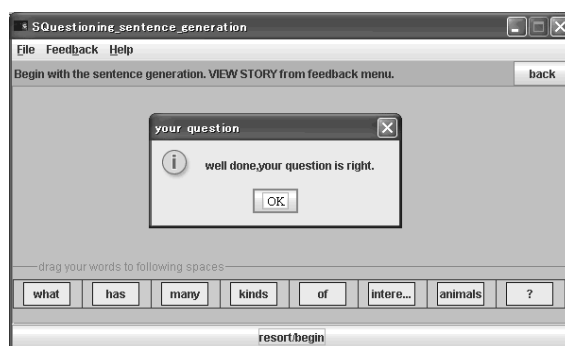 SQuestioning_sentence_generation
File Feedback Help
Begin with the sentence generation. VIEW STORY from feedback menu. back
your question
well done,your question is right.
OK
drag your words to following spaces
what has many kinds of intere... animals ?
resort/begin